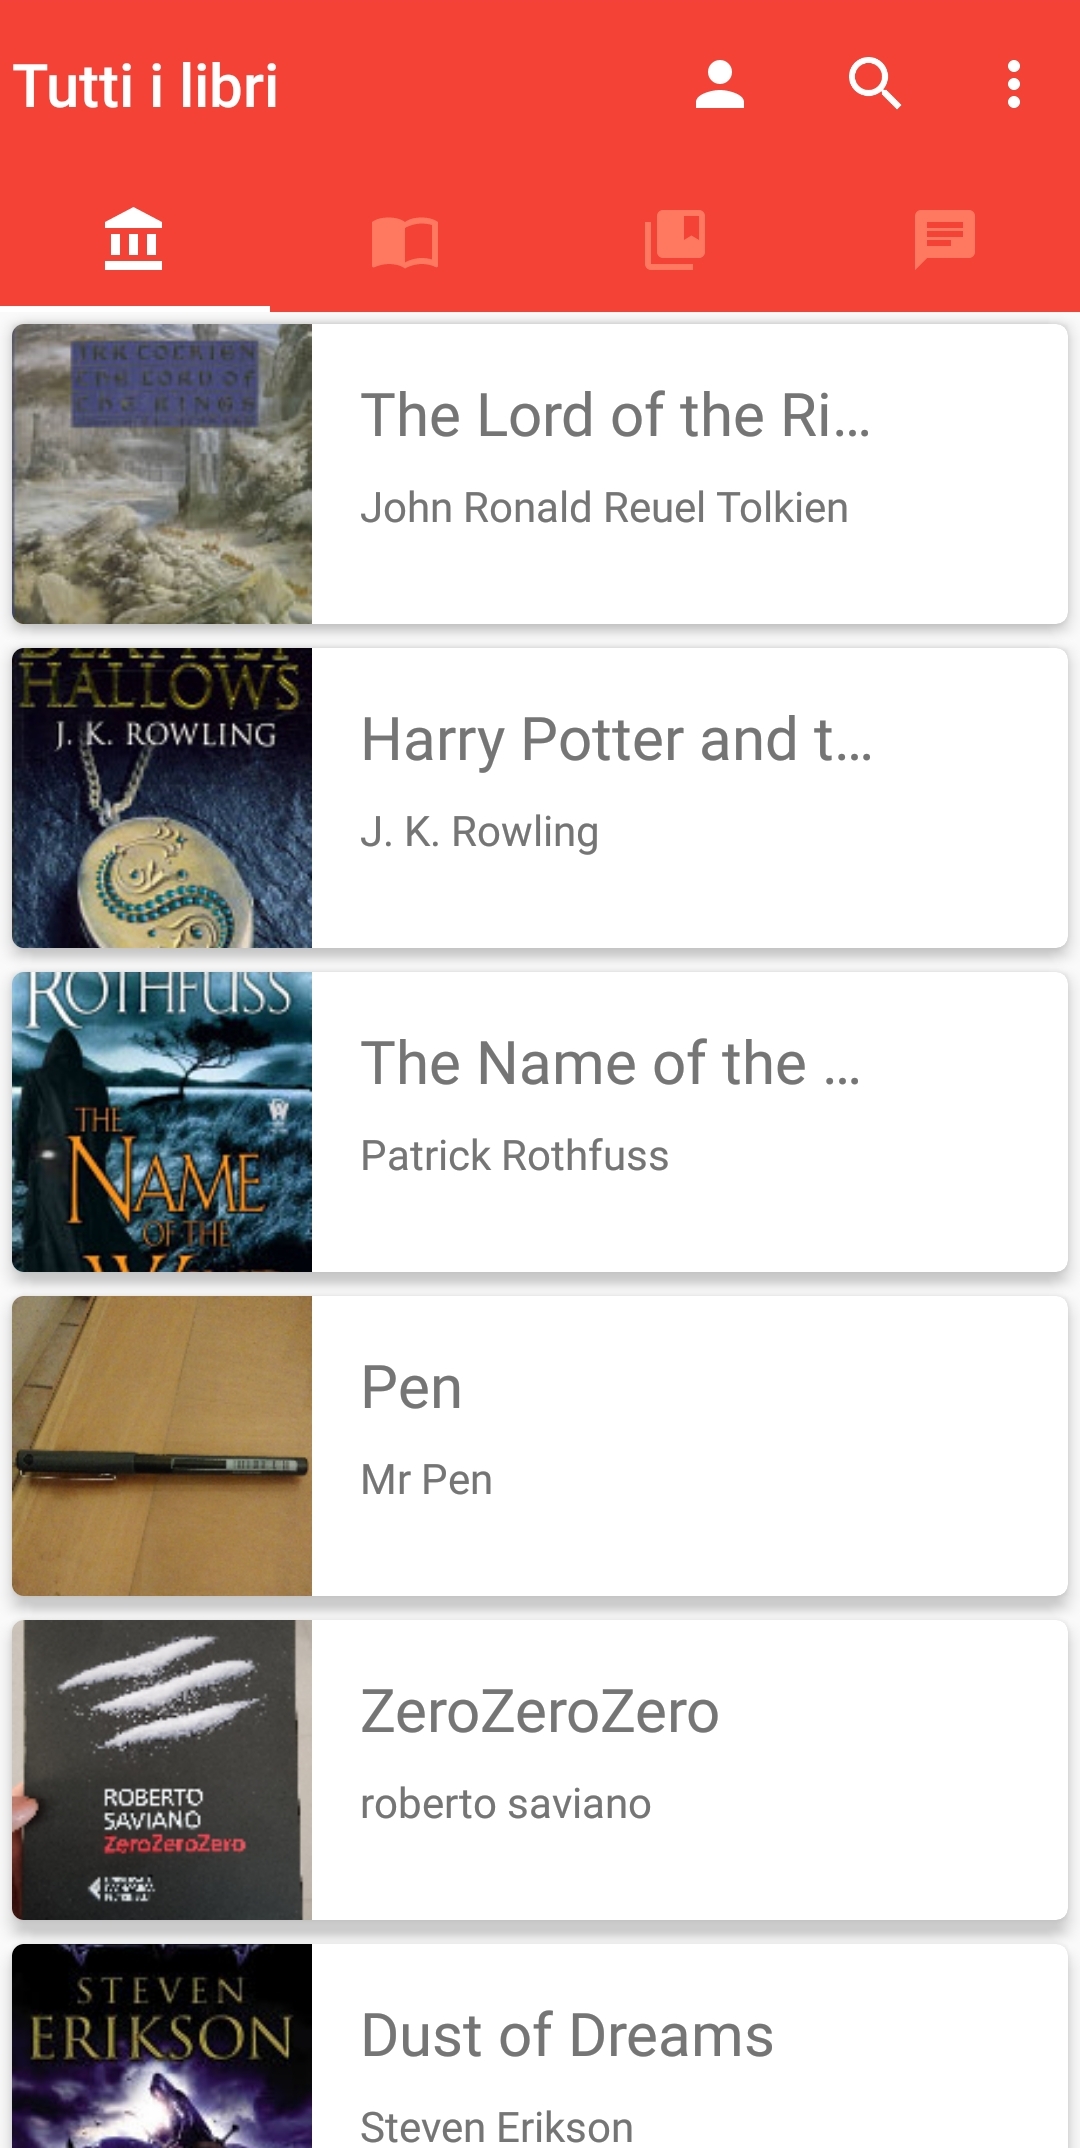 Tutti i libri
THE LORD OF
THE RINGS
The Lord of the Ri...
John Ronald Reuel Tolkien
HALLOWS
J. K. ROWLING
Harry Potter and t...
J. K. Rowling
ROTHFUSS
THE
NAME
OF THE
The Name of the ...
Patrick Rothfuss
Pen
Mr Pen
ROBERTO
SAVIANO
ZeroZeroZero
ZeroZeroZero
roberto saviano
STEVEN
ERIKSON
Dust of Dreams
Steven Erikson